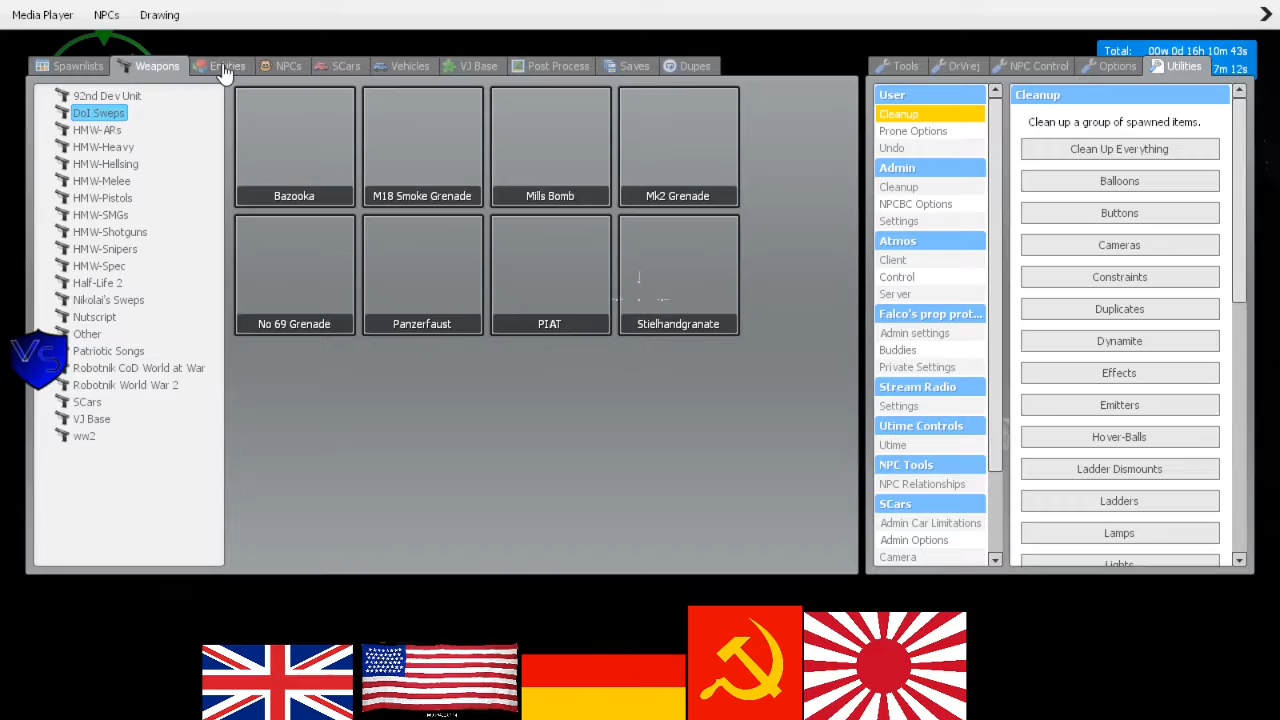 Media Player NPCs Drawing
Total: 00w 0d 16h 10m 43s
7m 12s
Spawnlists Weapons Entities NPCs SCars Vehicles VJ Base Post Process Saves Dupes
Tools DrVrej NPC Control Options Utilities
92nd Dev Unit
DoI Sweps
HMW-ARs
HMW-Heavy
HMW-Hellsing
HMW-Melee
HMW-Pistols
HMW-SMGs
HMW-Shotguns
HMW-Snipers
HMW-Spec
Half-Life 2
Nikolai's Sweps
Nutscript
Other
Patriotic Songs
Robotnik CoD World at War
Robotnik World War 2
SCars
VJ Base
ww2
VS
Bazooka M18 Smoke Grenade Mills Bomb Mk2 Grenade
No 69 Grenade Panzerfaust PIAT Stielhandgranate
User
Cleanup
Prone Options
Undo
Admin
Cleanup
NPCBC Options
Settings
Atmos
Client
Control
Server
Falco's prop prot...
Admin settings
Buddies
Private Settings
Stream Radio
Settings
Utime Controls
Utime
NPC Tools
NPC Relationships
SCars
Admin Car Limitations
Admin Options
Camera
Cleanup
Clean up a group of spawned items.
Clean Up Everything
Balloons
Buttons
Cameras
Constraints
Duplicates
Dynamite
Effects
Emitters
Hover-Balls
Ladder Dismounts
Ladders
Lamps
Lights